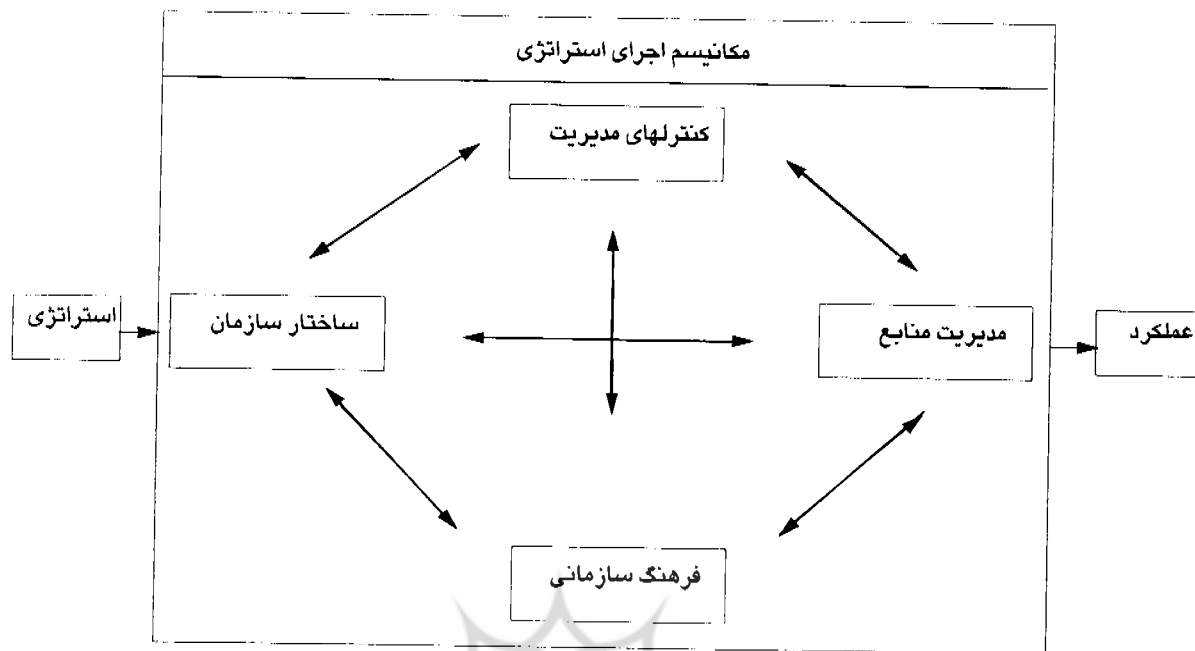 مکانیسم اجرای استراتژی
کنترلهای مدیریت
استراتژی
ساختار سازمان
مدیریت منابع
عملکرد
فرهنگ سازمانی